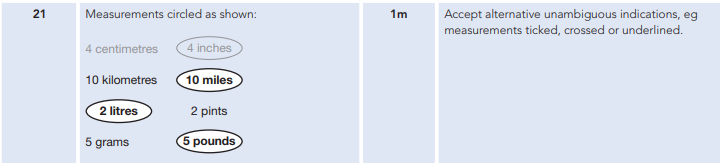 21 Measurements circled as shown: 1m Accept alternative unambiguous indications, eg
measurements ticked, crossed or underlined.
4 centimetres 4 inches
10 kilometres 10 miles
2 litres 2 pints
5 grams 5 pounds